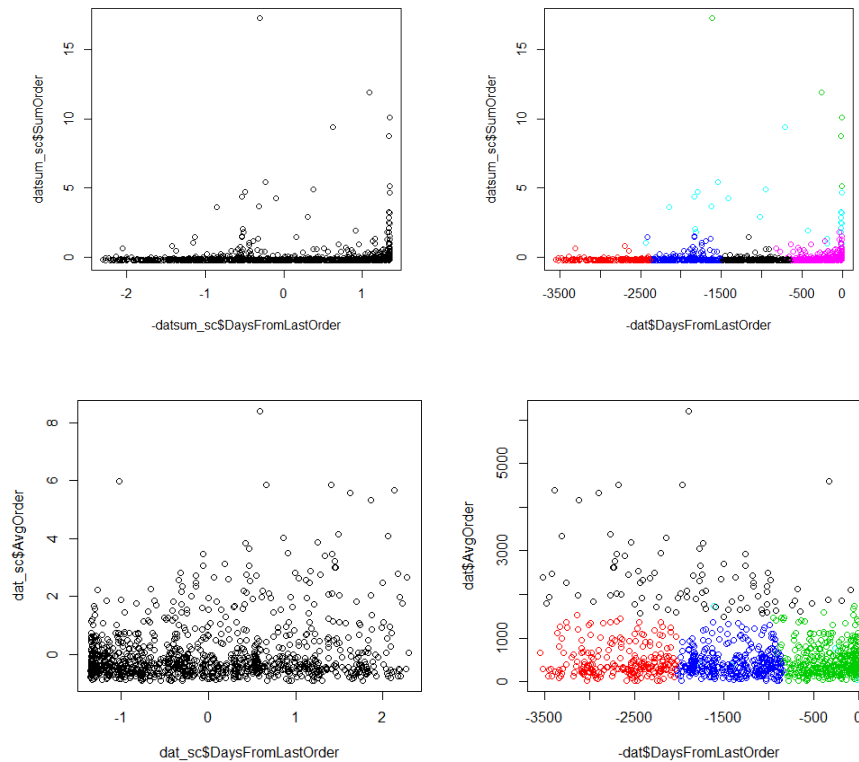 15
10
5
0
datsum_sc$SumOrder
-2 -1 0 1
-datsum_sc$DaysFromLastOrder
15
10
5
0
datsum_sc$SumOrder
-3500 -2500 -1500 -500 0
-dat$DaysFromLastOrder
8
6
4
2
0
dat_sc$AvgOrder
-1 0 1 2
dat_sc$DaysFromLastOrder
5000
3000
1000
0
dat$AvgOrder
-3500 -2500 -1500 -500 0
-dat$DaysFromLastOrder